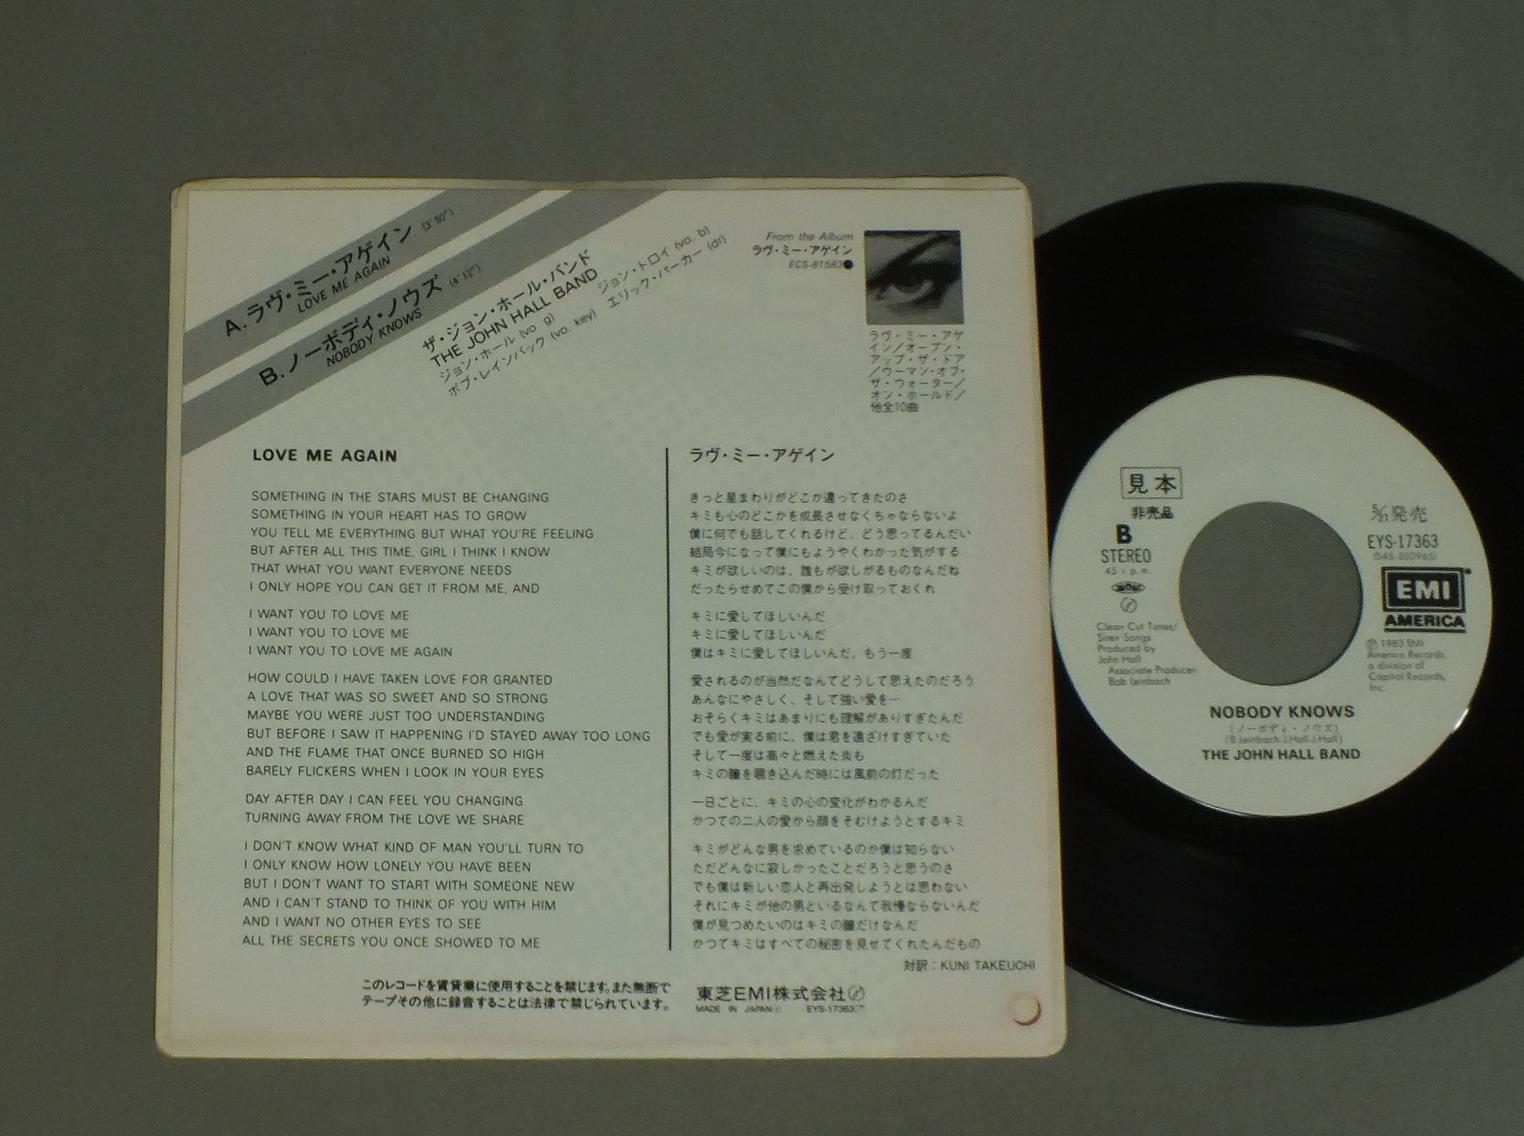 A. ラヴ・ミー・アゲイン (3'50")
LOVE ME AGAIN
B. ノーボディ・ノウズ
NOBODY KNOWS
ザ・ジョン・ホール・バンド
THE JOHN HALL BAND
ジョン・ホール (vo. g) ジョン・トロイ (vo. b)
ボブ・レインバック (vo. key) エリック・パーカー (dr)
From the Album
ラヴ・ミー・アゲイン
ECS-81583●
ラヴ・ミー・アゲ
イン/オープン・
アップ・ザ・ドア
/ウーマン・オブ・
ザ・ウォーター/
オン・ホールド/
他全10曲
LOVE ME AGAIN
SOMETHING IN THE STARS MUST BE CHANGING
SOMETHING IN YOUR HEART HAS TO GROW
YOU TELL ME EVERYTHING BUT WHAT YOU'RE FEELING
BUT AFTER ALL THIS TIME, GIRL I THINK I KNOW
THAT WHAT YOU WANT EVERYONE NEEDS
I ONLY HOPE YOU CAN GET IT FROM ME, AND
I WANT YOU TO LOVE ME
I WANT YOU TO LOVE ME
I WANT YOU TO LOVE ME AGAIN
HOW COULD I HAVE TAKEN LOVE FOR GRANTED
A LOVE THAT WAS SO SWEET AND SO STRONG
MAYBE YOU WERE JUST TOO UNDERSTANDING
BUT BEFORE I SAW IT HAPPENING I'D STAYED AWAY TOO LONG
AND THE FLAME THAT ONCE BURNED SO HIGH
BARELY FLICKERS WHEN I LOOK IN YOUR EYES
DAY AFTER DAY I CAN FEEL YOU CHANGING
TURNING AWAY FROM THE LOVE WE SHARE
I DON'T KNOW WHAT KIND OF MAN YOU'LL TURN TO
I ONLY KNOW HOW LONELY YOU HAVE BEEN
BUT I DON'T WANT TO START WITH SOMEONE NEW
AND I CAN'T STAND TO THINK OF YOU WITH HIM
AND I WANT NO OTHER EYES TO SEE
ALL THE SECRETS YOU ONCE SHOWED TO ME
ラヴ・ミー・アゲイン
きっと星まわりがどこか違ってきたのさ
キミも心のどこかを成長させなくちゃならないよ
僕に何でも話してくれるけど、どう思ってるんだい
結局今になって僕にもようやくわかった気がする
キミが欲しいのは、誰もが欲しがるものなんだね
だったらせめてこの僕から受け取っておくれ
キミに愛してほしいんだ
キミに愛してほしいんだ
僕はキミに愛してほしいんだ、もう一度
愛されるのが当然だなんてどうして思えたのだろう
あんなにやさしく、そして強い愛を…
おそらくキミはあまりにも理解がありすぎたんだ
でも愛が実る前に、僕は君を遠ざけすぎていた
そして一度は高々と燃えた炎も
キミの瞳を覗き込んだ時には風前の灯だった
一日ごとに、キミの心の変化がわかるんだ
かつての二人の愛から顔をそむけようとするキミ
キミがどんな男を求めているのか僕は知らない
ただどんなに寂しかったことだろうと思うのさ
でも僕は新しい恋人と再出発しようとは思わない
それにキミが他の男といるなんて我慢ならないんだ
僕が見つめたいのはキミの瞳だけなんだ
かつてキミはすべての秘密を見せてくれたんだもの
対訳：KUNI TAKEUCHI
このレコードを賃貸業に使用することを禁じます。また無断で
テープその他に録音することは法律で禁じられています。
東芝EMI株式会社
MADE IN JAPAN EYS-17363
見本
非売品
B
STEREO
45 r.p.m.
Clean Cut Tunes/
Siren Songs
Produced by
John Hall
Associate Producer:
Bob Leinbach
5/21発売
EYS-17363
EMI
AMERICA
Ⓟ1983 EMI
America Records,
a division of
Capitol Records,
Inc.
NOBODY KNOWS
(ノーボディ・ノウズ)
(B.Leinbach-J.Hall-J.Hall)
THE JOHN HALL BAND